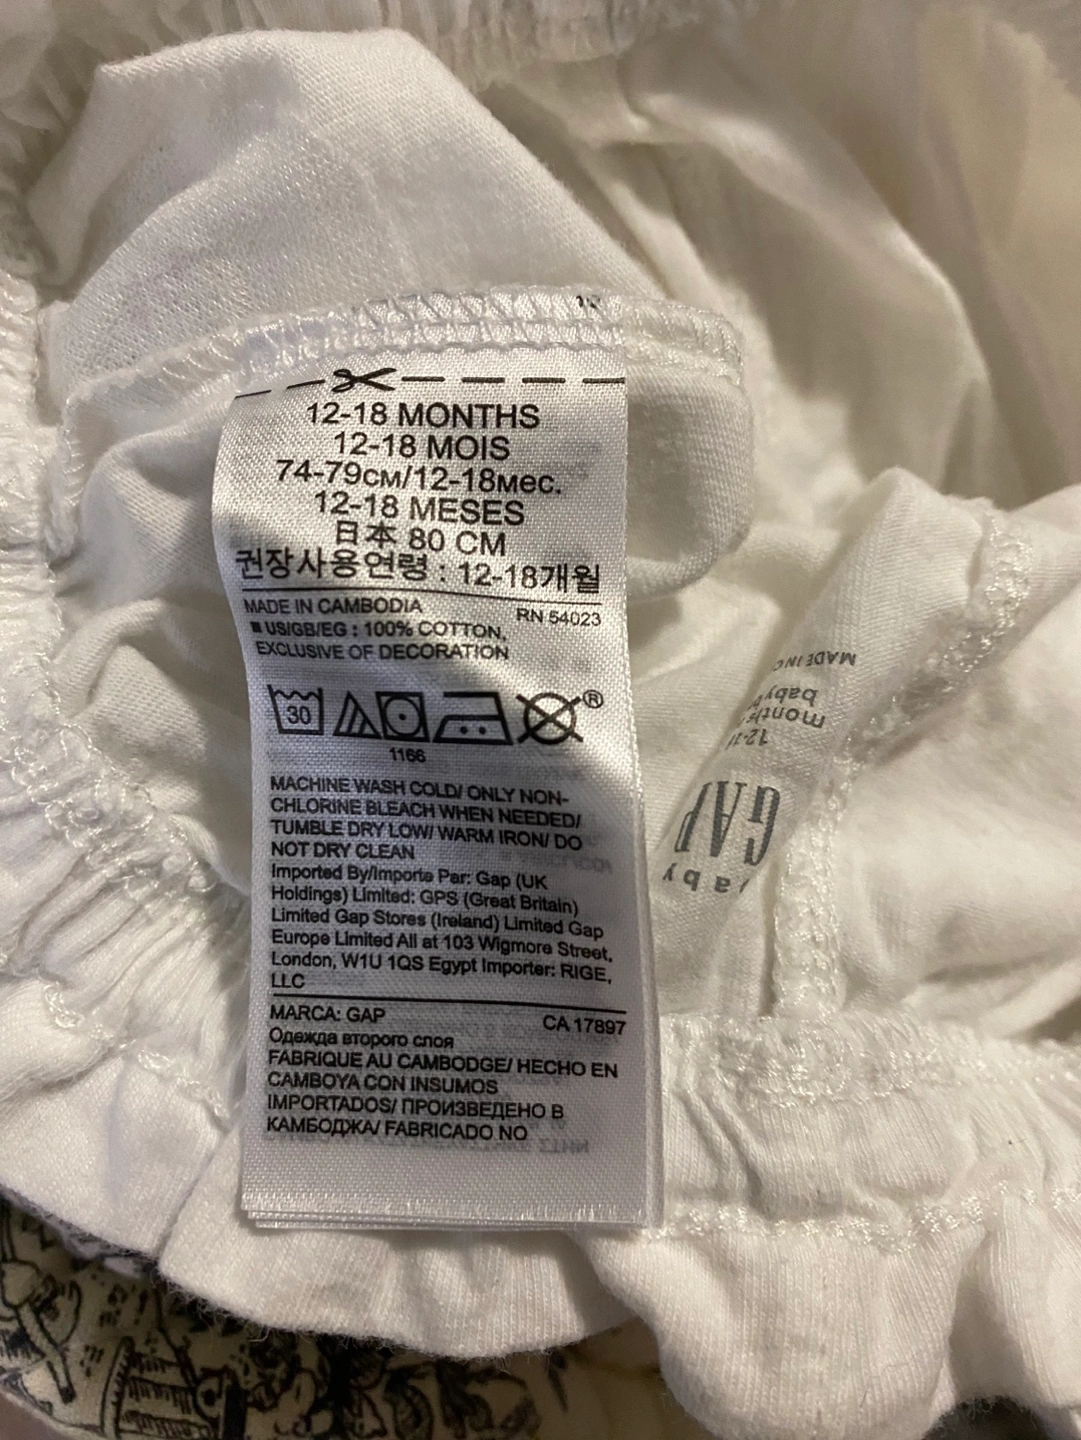 12-18 MONTHS
12-18 MOIS
74-79см/12-18мес.
12-18 MESES
日本 80 CM
권장사용연령 : 12-18개월
MADE IN CAMBODIA RN 54023
■ US/GB/EG : 100% COTTON,
EXCLUSIVE OF DECORATION
30
®
1166
MACHINE WASH COLD/ ONLY NON-
CHLORINE BLEACH WHEN NEEDED/
TUMBLE DRY LOW/ WARM IRON/ DO
NOT DRY CLEAN
Imported By/Importe Par: Gap (UK
Holdings) Limited: GPS (Great Britain)
Limited Gap Stores (Ireland) Limited Gap
Europe Limited All at 103 Wigmore Street,
London, W1U 1QS Egypt Importer: RIGE,
LLC
MARCA: GAP CA 17897
Одежда второго слоя
FABRIQUE AU CAMBODGE/ HECHO EN
CAMBOYA CON INSUMOS
IMPORTADOS/ ПРОИЗВЕДЕНО В
КАМБОДЖА/ FABRICADO NO
baby
GAP
months
baby
MADE IN